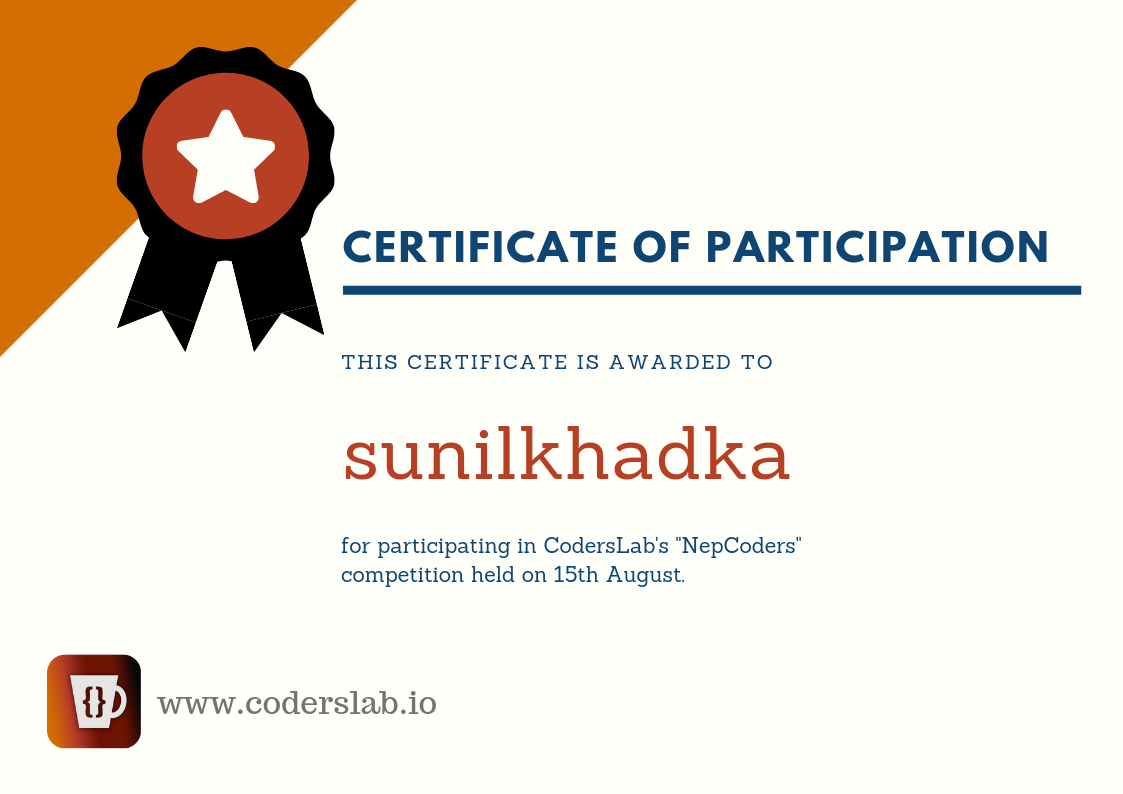 CERTIFICATE OF PARTICIPATION
THIS CERTIFICATE IS AWARDED TO
sunilkhadka
for participating in CodersLab's "NepCoders"
competition held on 15th August.
{}
www.coderslab.io